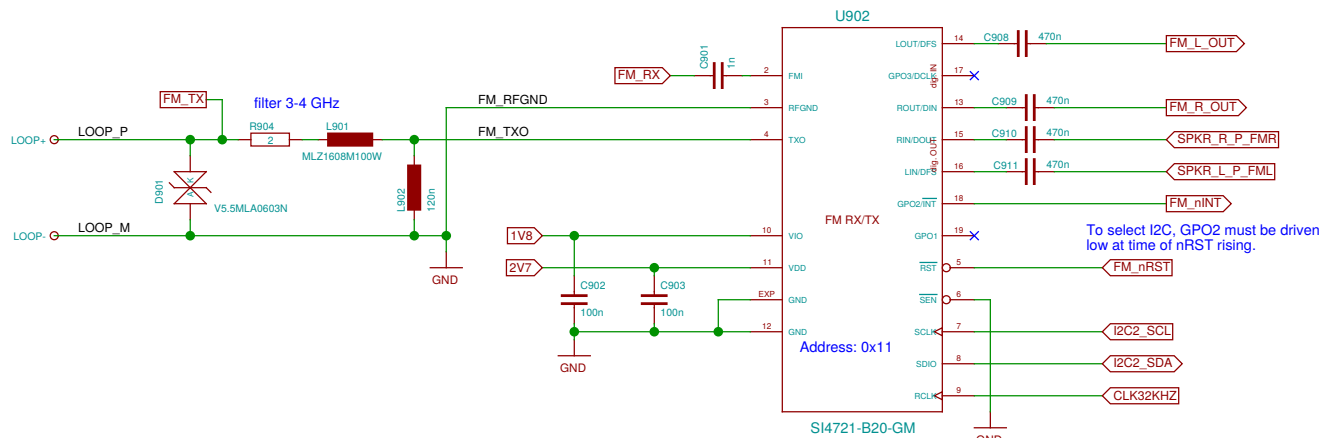 U902
LOUT/DFS
14
C908
470n
FM_L_OUT
C901
1n
FM_RX
2
FMI
dig. IN
GPO3/DCLK
17
FM_TX
filter 3-4 GHz
FM_RFGND
3
RFGND
ROUT/DIN
13
C909
470n
FM_R_OUT
LOOP+
LOOP_P
R904
2
L901
MLZ1608M100W
FM_TXO
4
TXO
RIN/DOUT
15
C910
470n
SPKR_R_P_FMR
dig. OUT
D901
A
K
V5.5MLA0603N
L902
120n
LIN/DFS
16
C911
470n
SPKR_L_P_FML
GPO2/INT
18
FM_nINT
FM RX/TX
LOOP-
LOOP_M
1V8
10
VIO
GPO1
19
To select I2C, GPO2 must be driven
low at time of nRST rising.
GND
2V7
11
VDD
RST
5
FM_nRST
C902
100n
C903
100n
EXP
GND
SEN
6
12
GND
SCLK
7
I2C2_SCL
Address: 0x11
GND
SDIO
8
I2C2_SDA
RCLK
9
CLK32KHZ
SI4721-B20-GM
GND